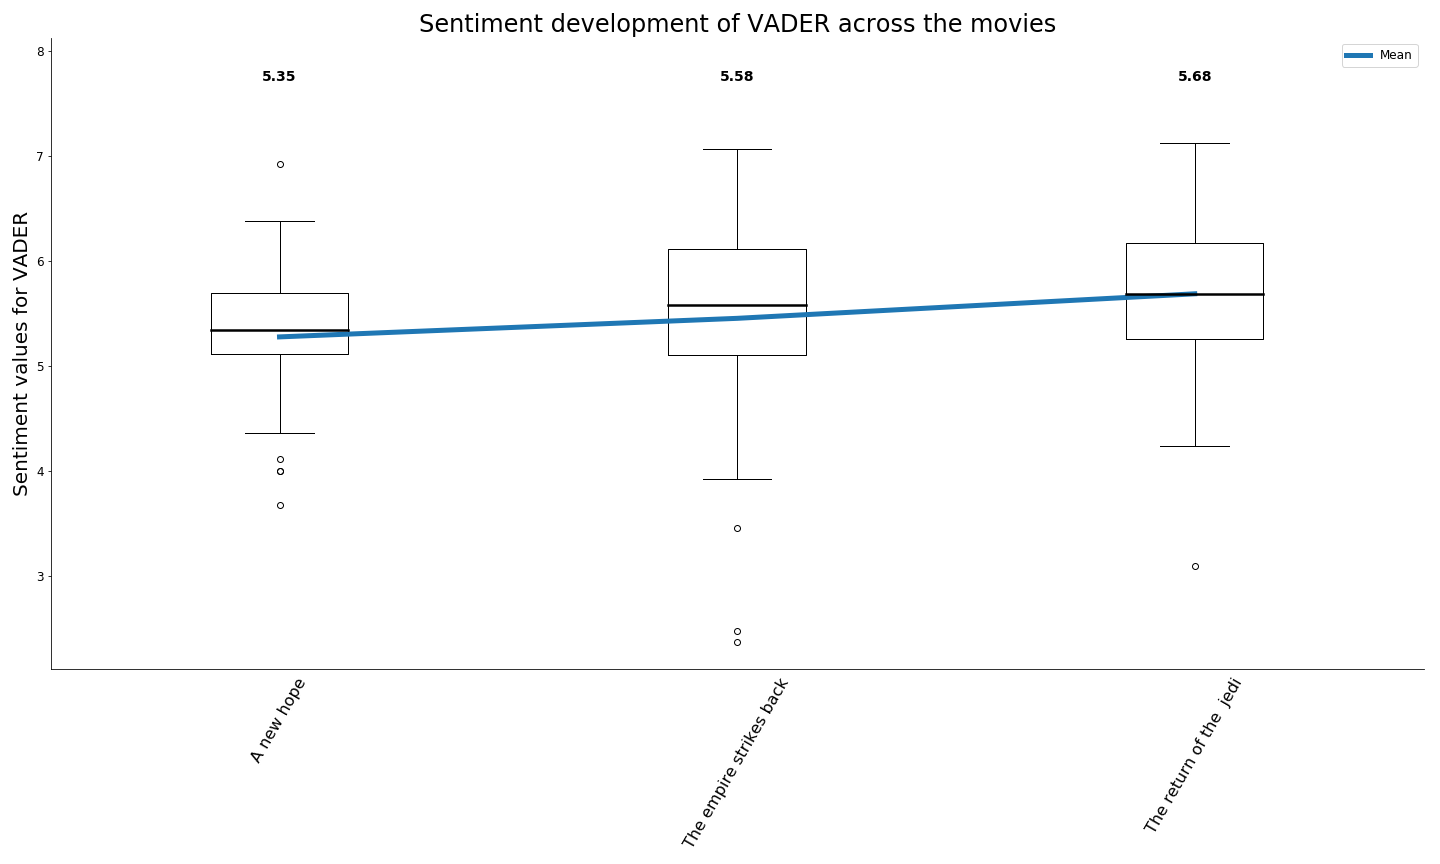 Sentiment development of VADER across the movies
Mean
5.35
5.58
5.68
Sentiment values for VADER
8
7
6
5
4
3
A new hope
The empire strikes back
The return of the  jedi